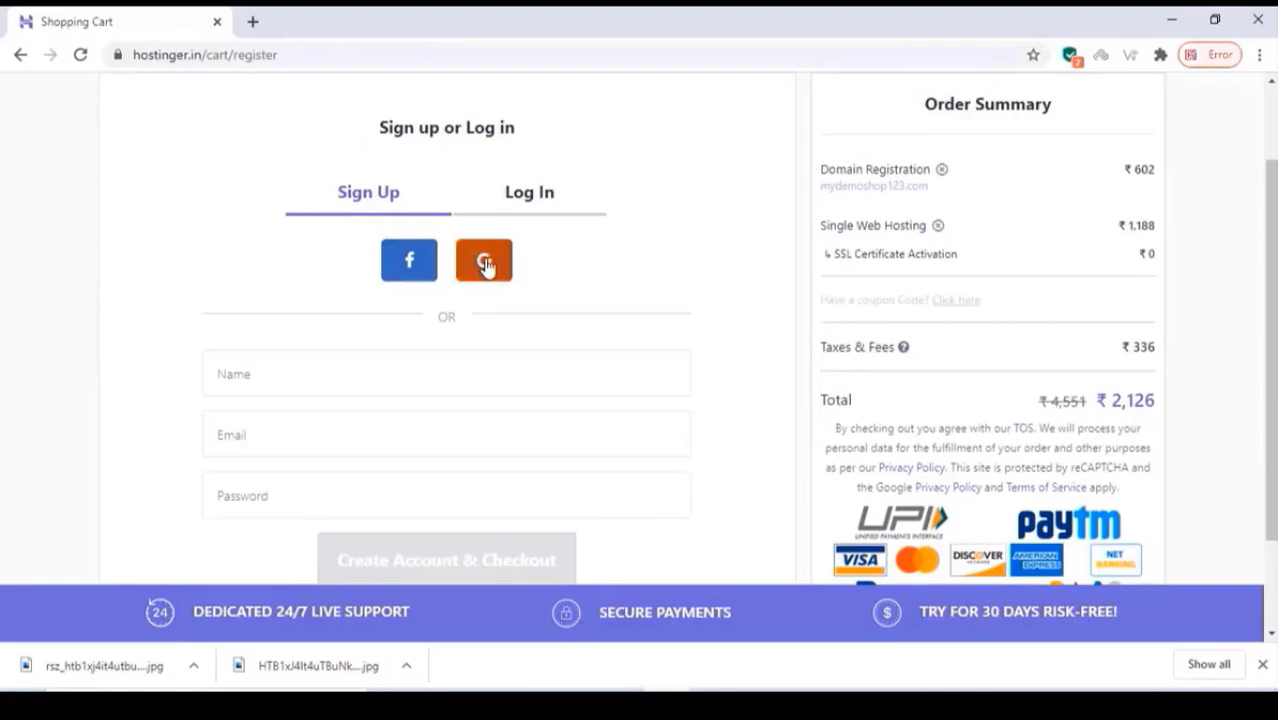 Shopping Cart
hostinger.in/cart/register
Error
Sign up or Log in
Sign Up
Log In
f
G
OR
Name
Email
Password
Create Account & Checkout
Order Summary
Domain Registration ₹ 602
mydemoshop123.com
Single Web Hosting ₹ 1,188
↳ SSL Certificate Activation ₹ 0
Have a coupon Code? Click here
Taxes & Fees ? ₹ 336
Total ₹ 4,551 ₹ 2,126
By checking out you agree with our TOS. We will process your
personal data for the fulfillment of your order and other purposes
as per our Privacy Policy. This site is protected by reCAPTCHA and
the Google Privacy Policy and Terms of Service apply.
UPI
UNIFIED PAYMENTS INTERFACE
paytm
VISA
DISCOVER
AMERICAN EXPRESS
NET BANKING
24 DEDICATED 24/7 LIVE SUPPORT
SECURE PAYMENTS
$ TRY FOR 30 DAYS RISK-FREE!
rsz_htb1xj4it4utbu....jpg
HTB1xJ4It4uTBuNk....jpg
Show all